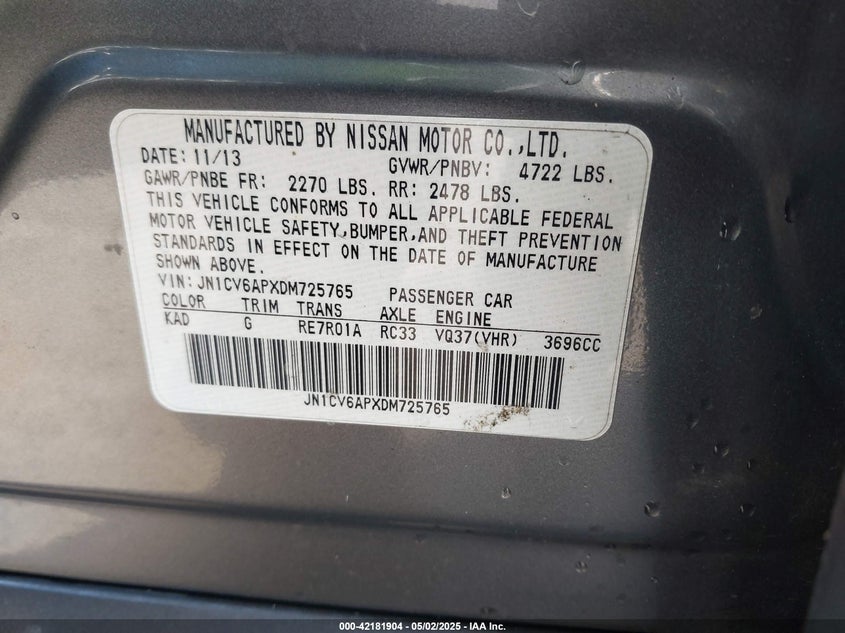 MANUFACTURED BY NISSAN MOTOR CO.,LTD.
DATE: 11/13 GVWR/PNBV: 4722 LBS.
GAWR/PNBE FR: 2270 LBS. RR: 2478 LBS.
THIS VEHICLE CONFORMS TO ALL APPLICABLE FEDERAL
MOTOR VEHICLE SAFETY,BUMPER,AND THEFT PREVENTION
STANDARDS IN EFFECT ON THE DATE OF MANUFACTURE
SHOWN ABOVE.
VIN: JN1CV6APXDM725765 PASSENGER CAR
COLOR TRIM TRANS AXLE ENGINE
KAD G RE7R01A RC33 VQ37(VHR) 3696CC
JN1CV6APXDM725765
000-42181904 - 05/02/2025 - IAA Inc.